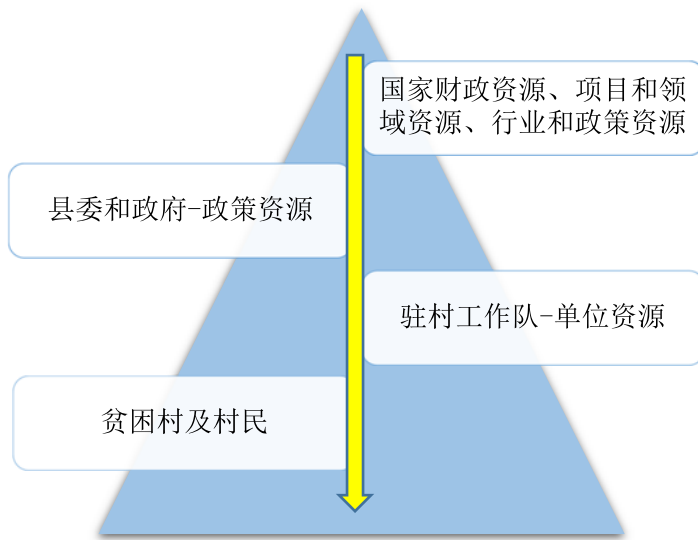 国家财政资源、项目和领
域资源、行业和政策资源
县委和政府-政策资源
驻村工作队-单位资源
贫困村及村民